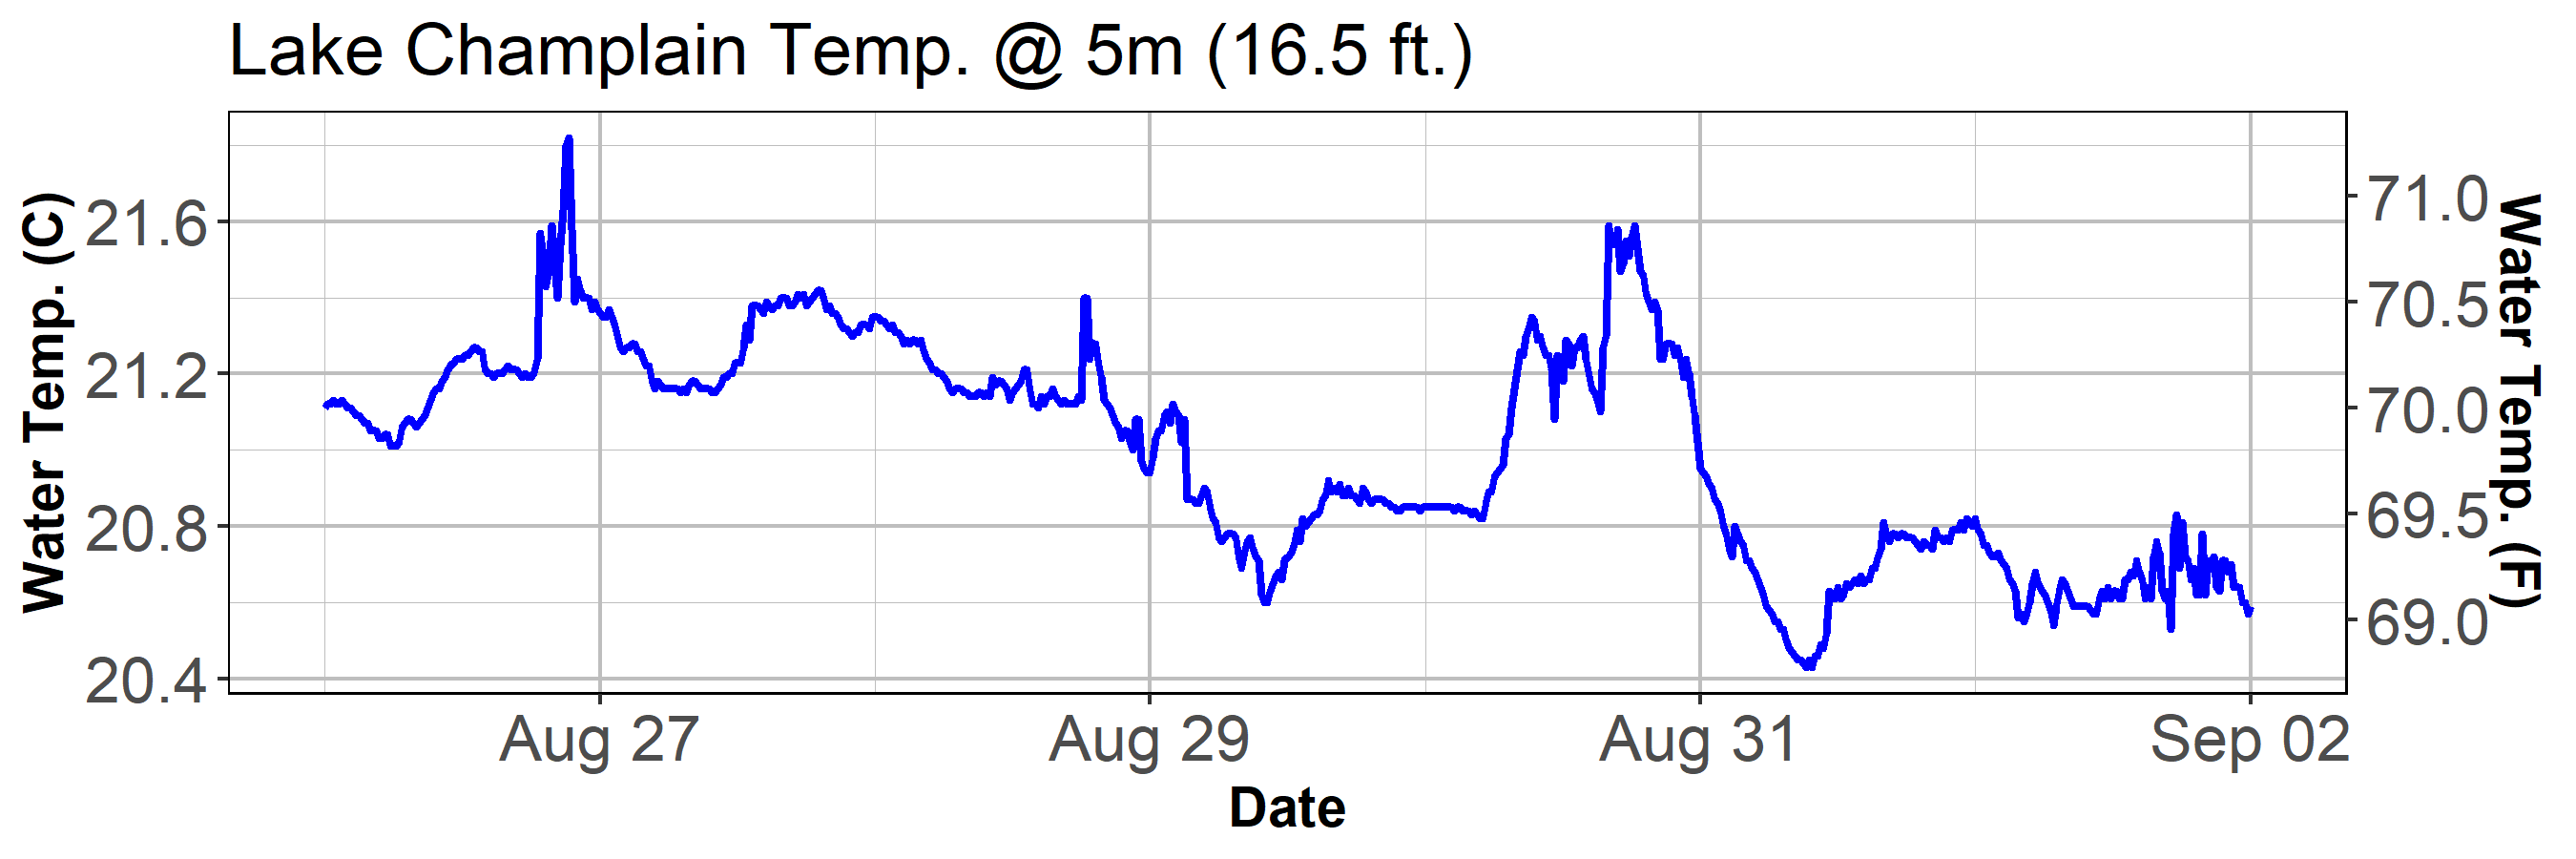 Lake Champlain Temp. @ 5m (16.5 ft.)
Water Temp. (C)
21.6
21.2
20.8
20.4
71.0
70.5
70.0
69.5
69.0
Water Temp. (F)
Aug 27
Aug 29
Aug 31
Sep 02
Date